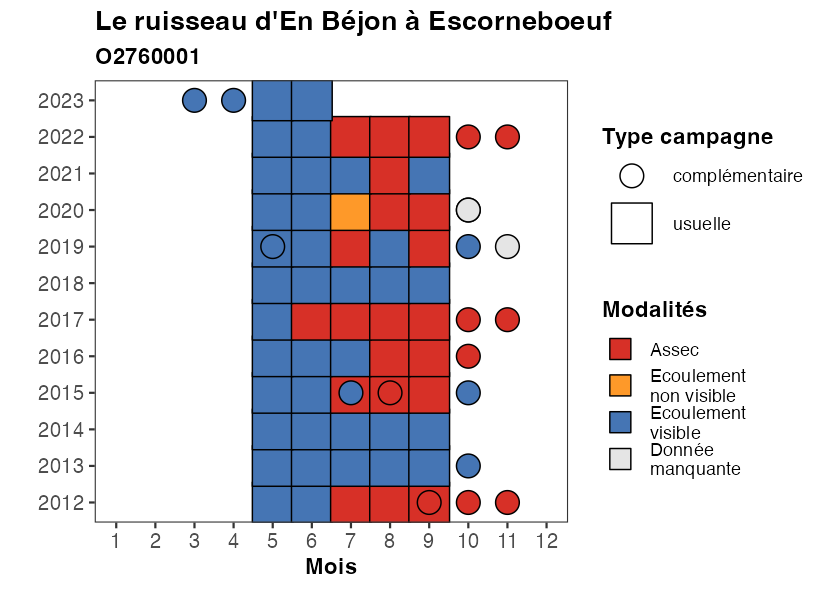 Le ruisseau d'En Béjon à Escorneboeuf
O2760001
2023
2022
2021
2020
2019
2018
2017
2016
2015
2014
2013
2012
1 2 3 4 5 6 7 8 9 10 11 12
Mois
Type campagne
complémentaire
usuelle
Modalités
Assec
Ecoulement
non visible
Ecoulement
visible
Donnée
manquante